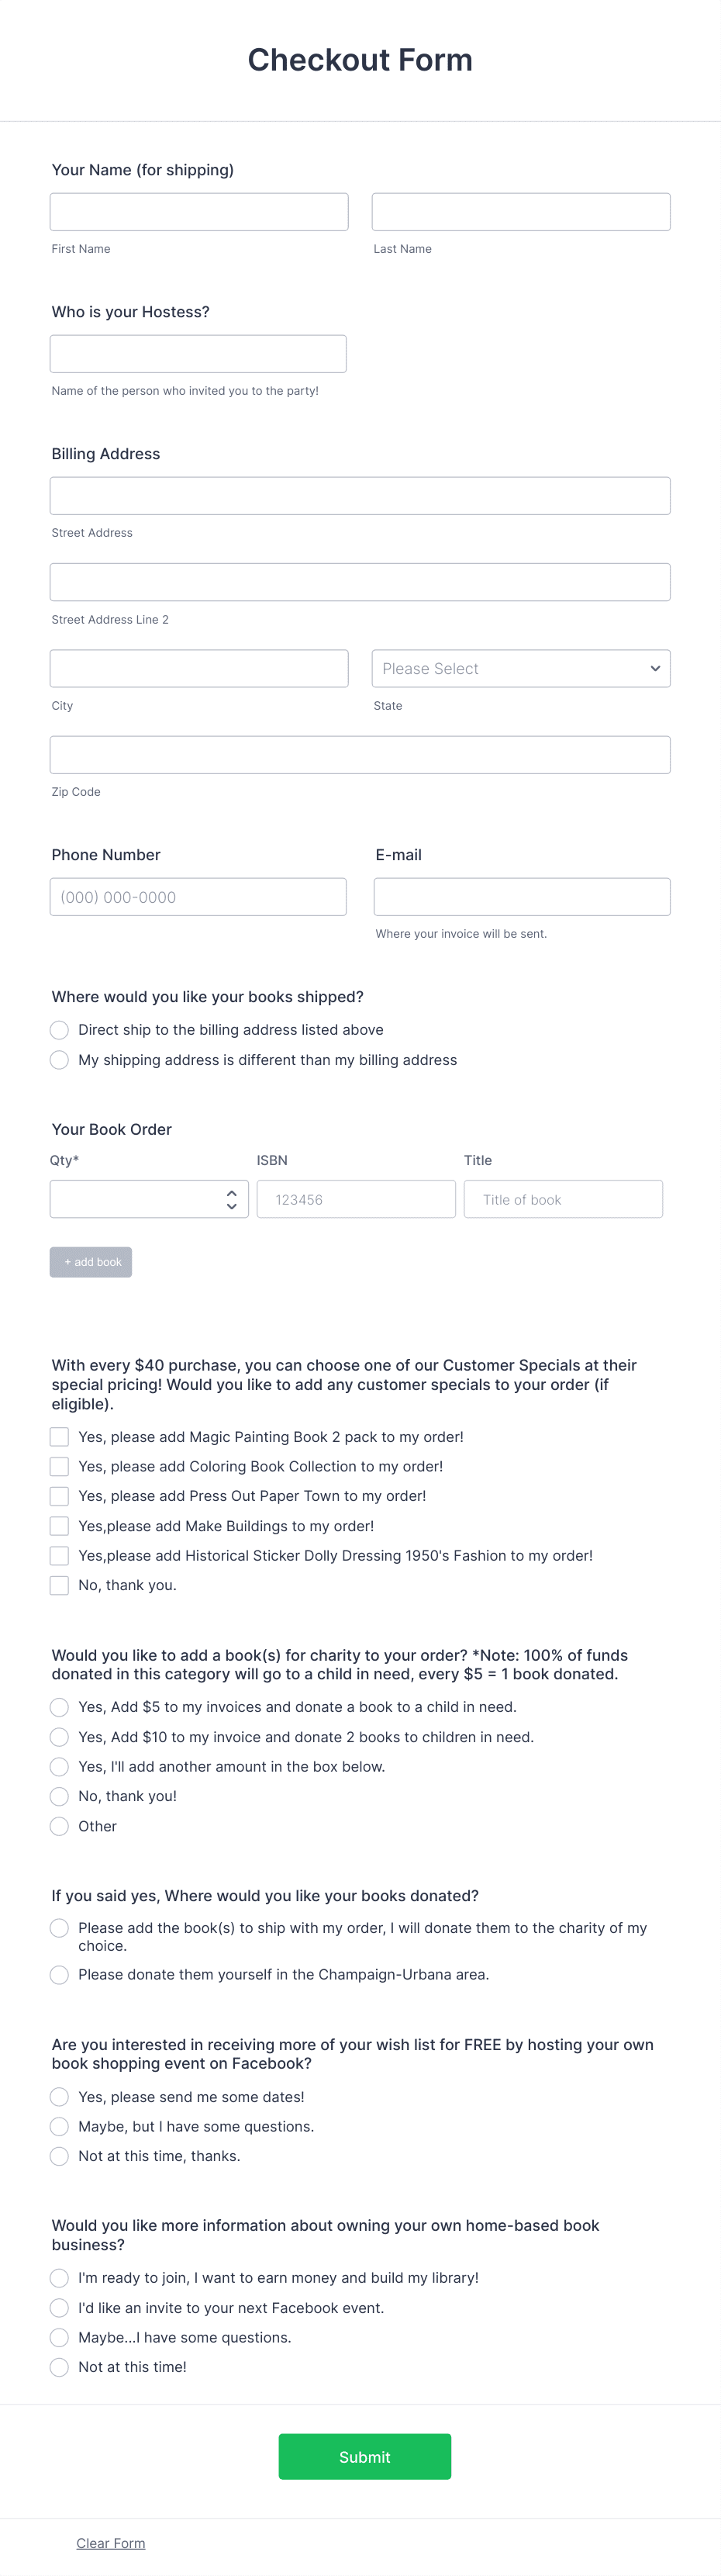 Checkout Form
Your Name (for shipping)
First Name
Last Name
Who is your Hostess?
Name of the person who invited you to the party!
Billing Address
Street Address
Street Address Line 2
Please Select
City
State
Zip Code
Phone Number
E-mail
(000) 000-0000
Where your invoice will be sent.
Where would you like your books shipped?
Direct ship to the billing address listed above
My shipping address is different than my billing address
Your Book Order
Qty*
ISBN
Title
123456
Title of book
+ add book
With every $40 purchase, you can choose one of our Customer Specials at their
special pricing! Would you like to add any customer specials to your order (if
eligible).
Yes, please add Magic Painting Book 2 pack to my order!
Yes, please add Coloring Book Collection to my order!
Yes, please add Press Out Paper Town to my order!
Yes,please add Make Buildings to my order!
Yes,please add Historical Sticker Dolly Dressing 1950's Fashion to my order!
No, thank you.
Would you like to add a book(s) for charity to your order? *Note: 100% of funds
donated in this category will go to a child in need, every $5 = 1 book donated.
Yes, Add $5 to my invoices and donate a book to a child in need.
Yes, Add $10 to my invoice and donate 2 books to children in need.
Yes, I'll add another amount in the box below.
No, thank you!
Other
If you said yes, Where would you like your books donated?
Please add the book(s) to ship with my order, I will donate them to the charity of my
choice.
Please donate them yourself in the Champaign-Urbana area.
Are you interested in receiving more of your wish list for FREE by hosting your own
book shopping event on Facebook?
Yes, please send me some dates!
Maybe, but I have some questions.
Not at this time, thanks.
Would you like more information about owning your own home-based book
business?
I'm ready to join, I want to earn money and build my library!
I'd like an invite to your next Facebook event.
Maybe...I have some questions.
Not at this time!
Submit
Clear Form